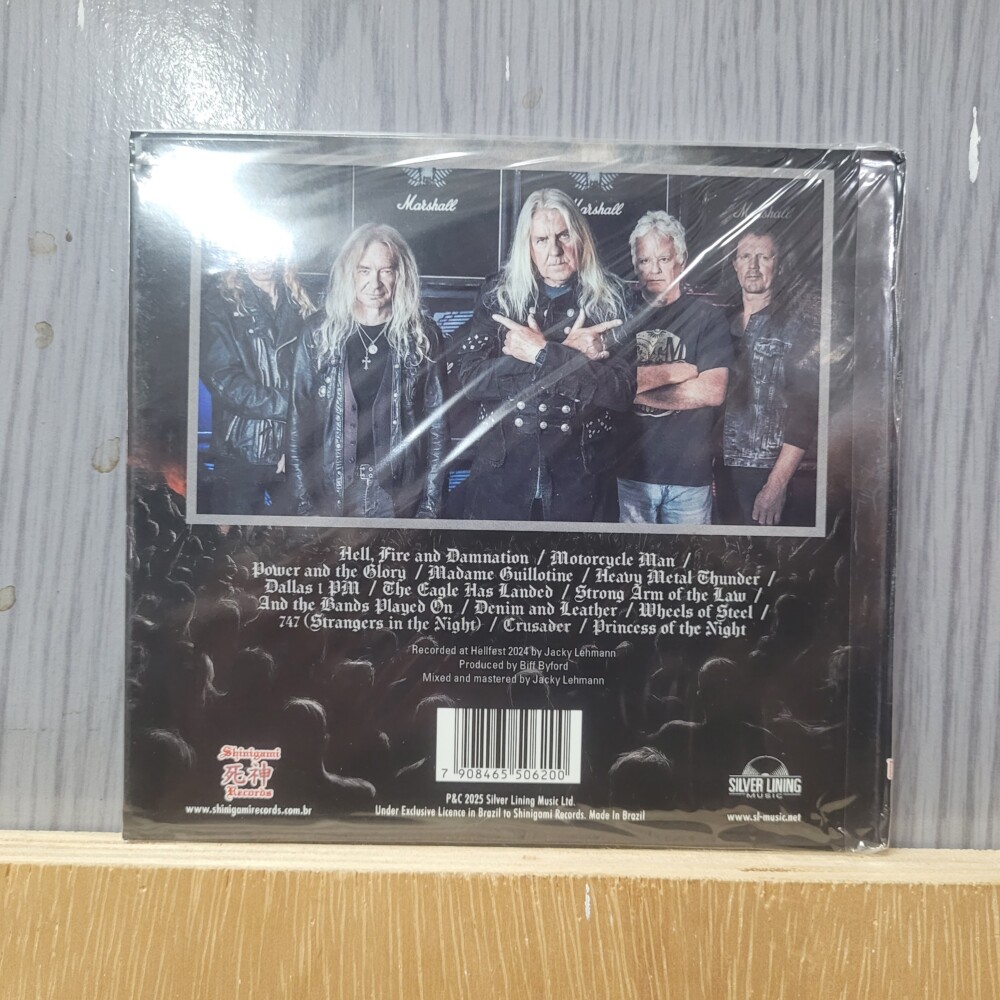 Marshall
Marshall
Marshall
Hell, Fire and Damnation / Motorcycle Man /
Power and the Glory / Madame Guillotine / Heavy Metal Thunder /
Dallas 1 PM / The Eagle Has Landed / Strong Arm of the Law /
And the Bands Played On / Denim and Leather / Wheels of Steel /
747 (Strangers in the Night) / Crusader / Princess of the Night
Recorded at Hellfest 2024 by Jacky Lehmann
Produced by Biff Byford
Mixed and mastered by Jacky Lehmann
7 908465 506200
Shinigami
死神
Records
www.shinigamirecords.com.br
P&C 2025 Silver Lining Music Ltd.
Under Exclusive Licence in Brazil to Shinigami Records. Made In Brazil
SILVER LINING
MUSIC
www.sl-music.net